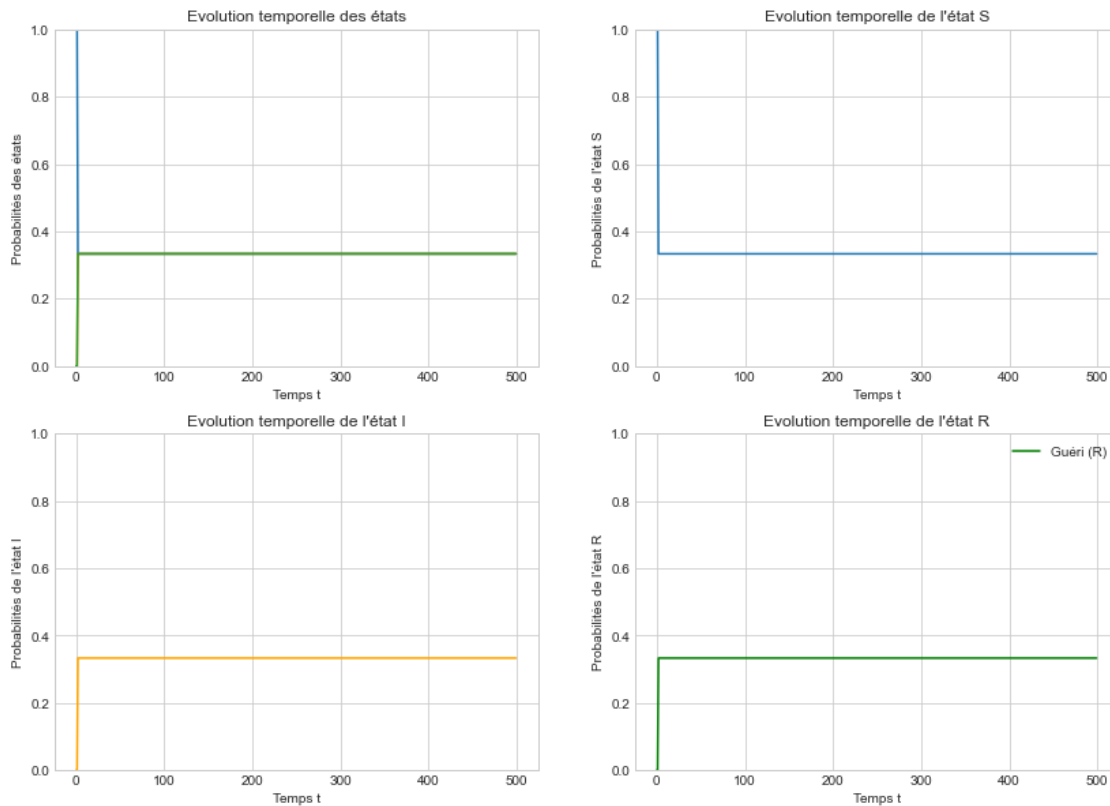 Evolution temporelle des états
Probabilités des états
1.0
0.8
0.6
0.4
0.2
0.0
0 100 200 300 400 500
Temps t
Evolution temporelle de l'état S
Probabilités de l'état S
1.0
0.8
0.6
0.4
0.2
0.0
0 100 200 300 400 500
Temps t
Evolution temporelle de l'état I
Probabilités de l'état I
1.0
0.8
0.6
0.4
0.2
0.0
0 100 200 300 400 500
Temps t
Evolution temporelle de l'état R
Guéri (R)
Probabilités de l'état R
1.0
0.8
0.6
0.4
0.2
0.0
0 100 200 300 400 500
Temps t